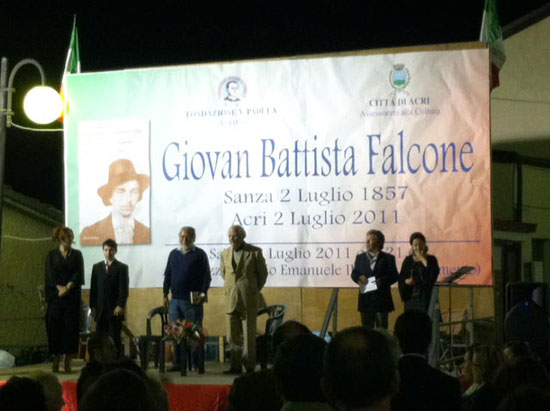 FONDAZIONE V. PADULA
CITTÀ DI ACRI
Assessorato alla Cultura
Giovan Battista Falcone
Sanza 2 Luglio 1857
Acri 2 Luglio 2011
Luglio 2011
Emanuele